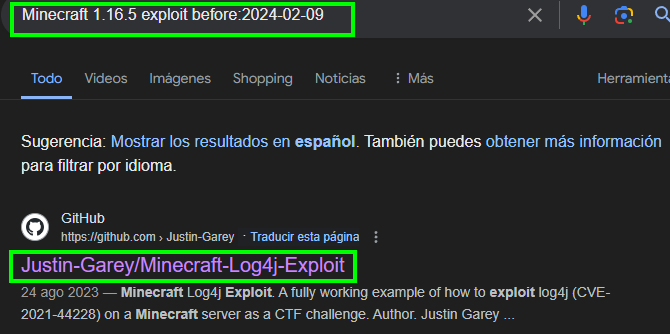 Minecraft 1.16.5 exploit before:2024-02-09
Todo Videos Imágenes Shopping Noticias Más Herramienta
Sugerencia: Mostrar los resultados en español. También puedes obtener más información
para filtrar por idioma.
GitHub
https://github.com › Justin-Garey · Traducir esta página
Justin-Garey/Minecraft-Log4j-Exploit
24 ago 2023 — Minecraft Log4j Exploit. A fully working example of how to exploit log4j (CVE-
2021-44228) on a Minecraft server as a CTF challenge. Author. Justin Garey ...